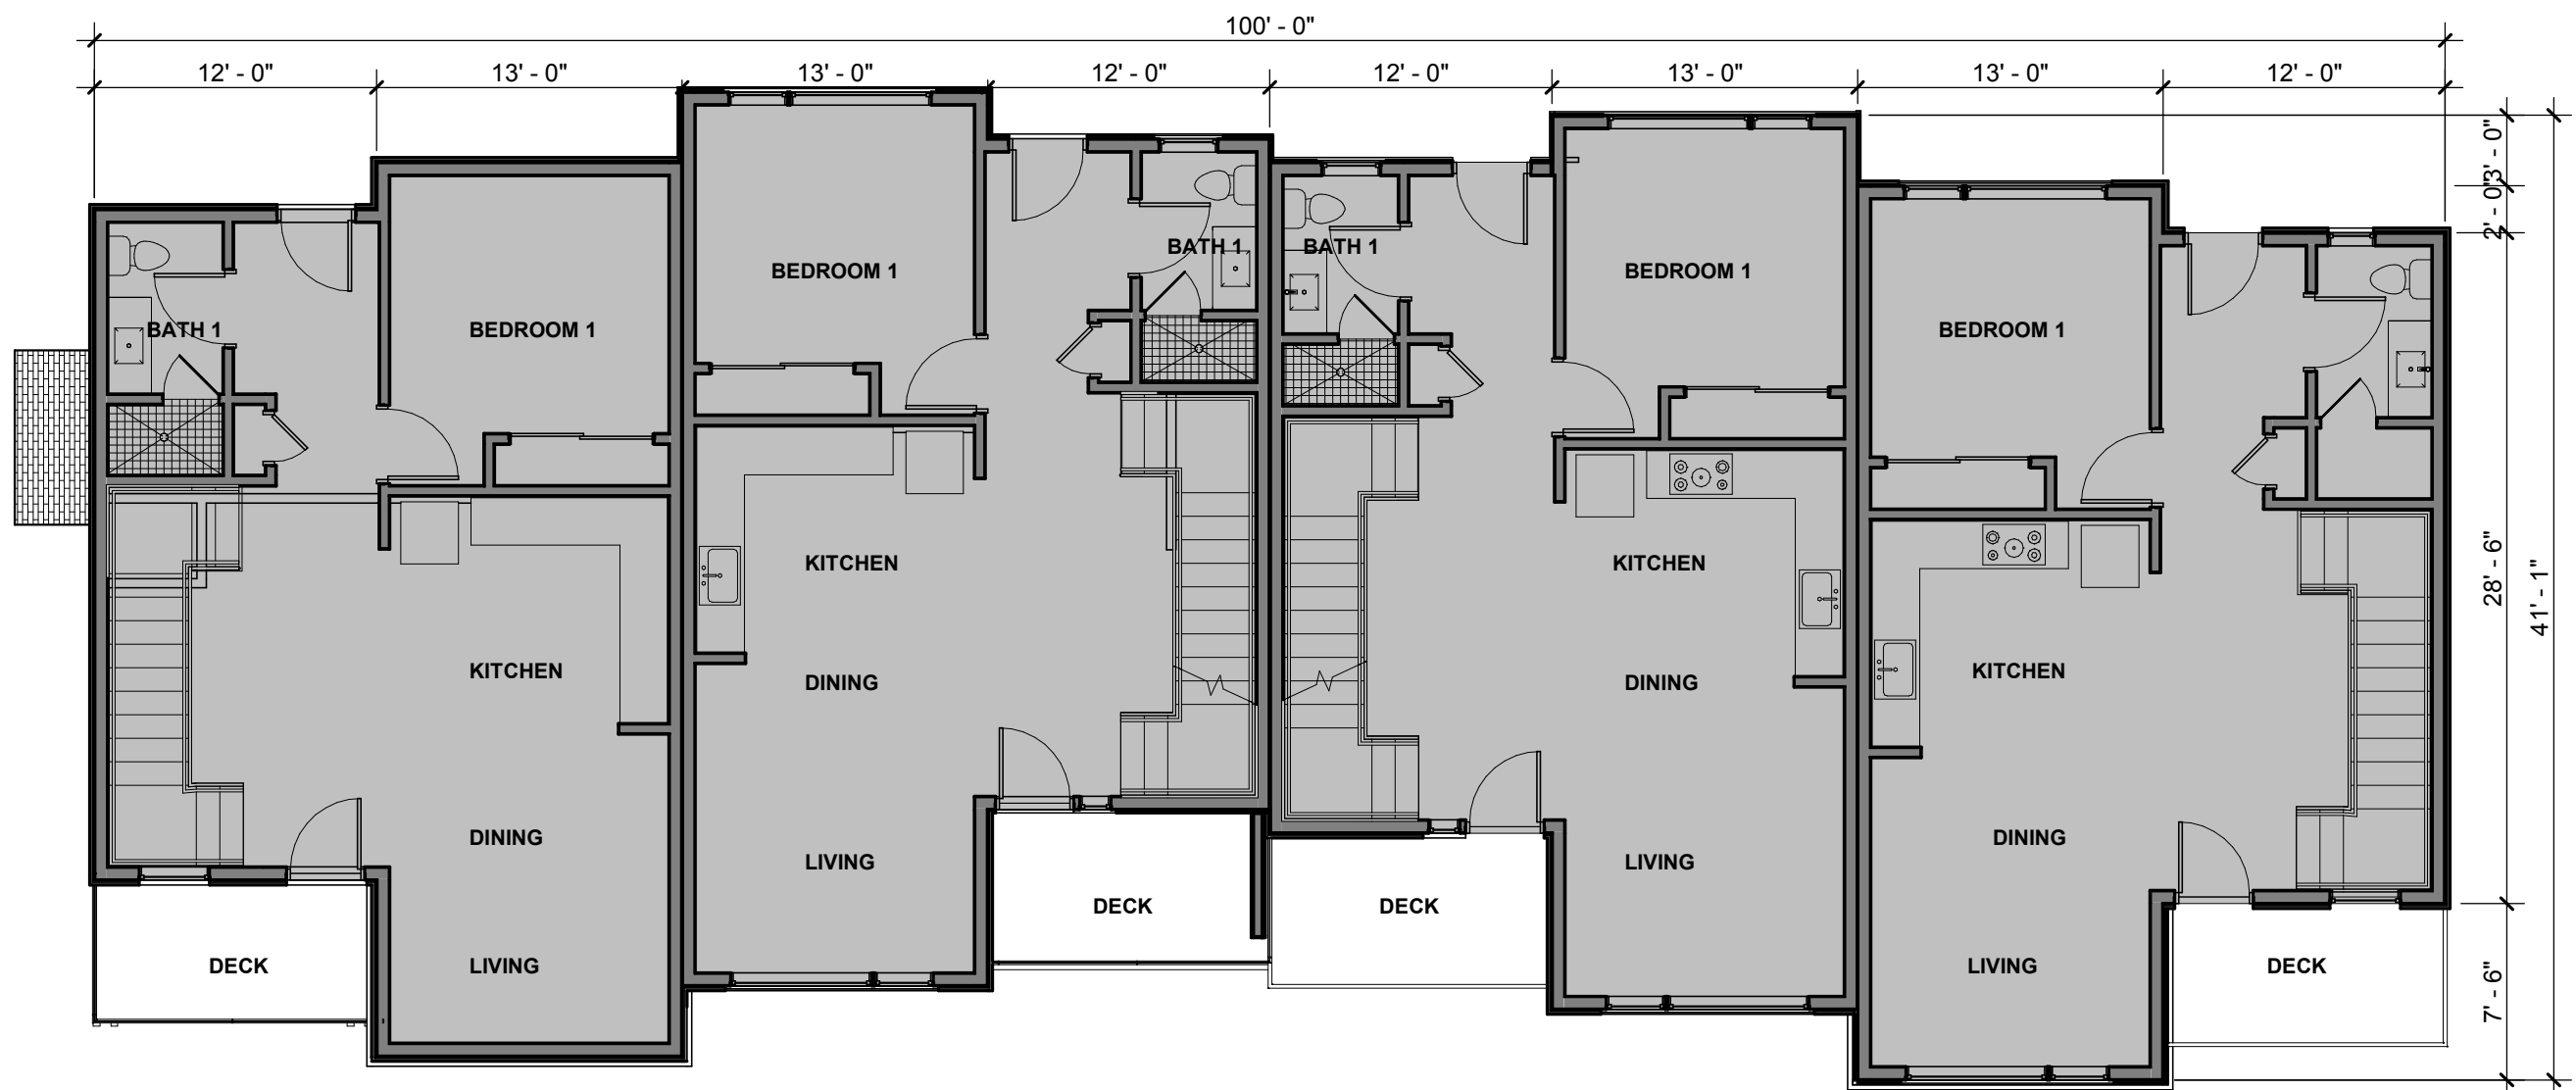 100' - 0"
12' - 0"
13' - 0"
13' - 0"
12' - 0"
12' - 0"
13' - 0"
13' - 0"
12' - 0"
3' - 0"
2' - 0"
28' - 6"
41' - 1"
7' - 6"
BATH 1
BEDROOM 1
KITCHEN
DINING
LIVING
DECK
BEDROOM 1
BATH 1
KITCHEN
DINING
LIVING
DECK
BATH 1
BEDROOM 1
KITCHEN
DINING
LIVING
DECK
BEDROOM 1
KITCHEN
DINING
LIVING
DECK